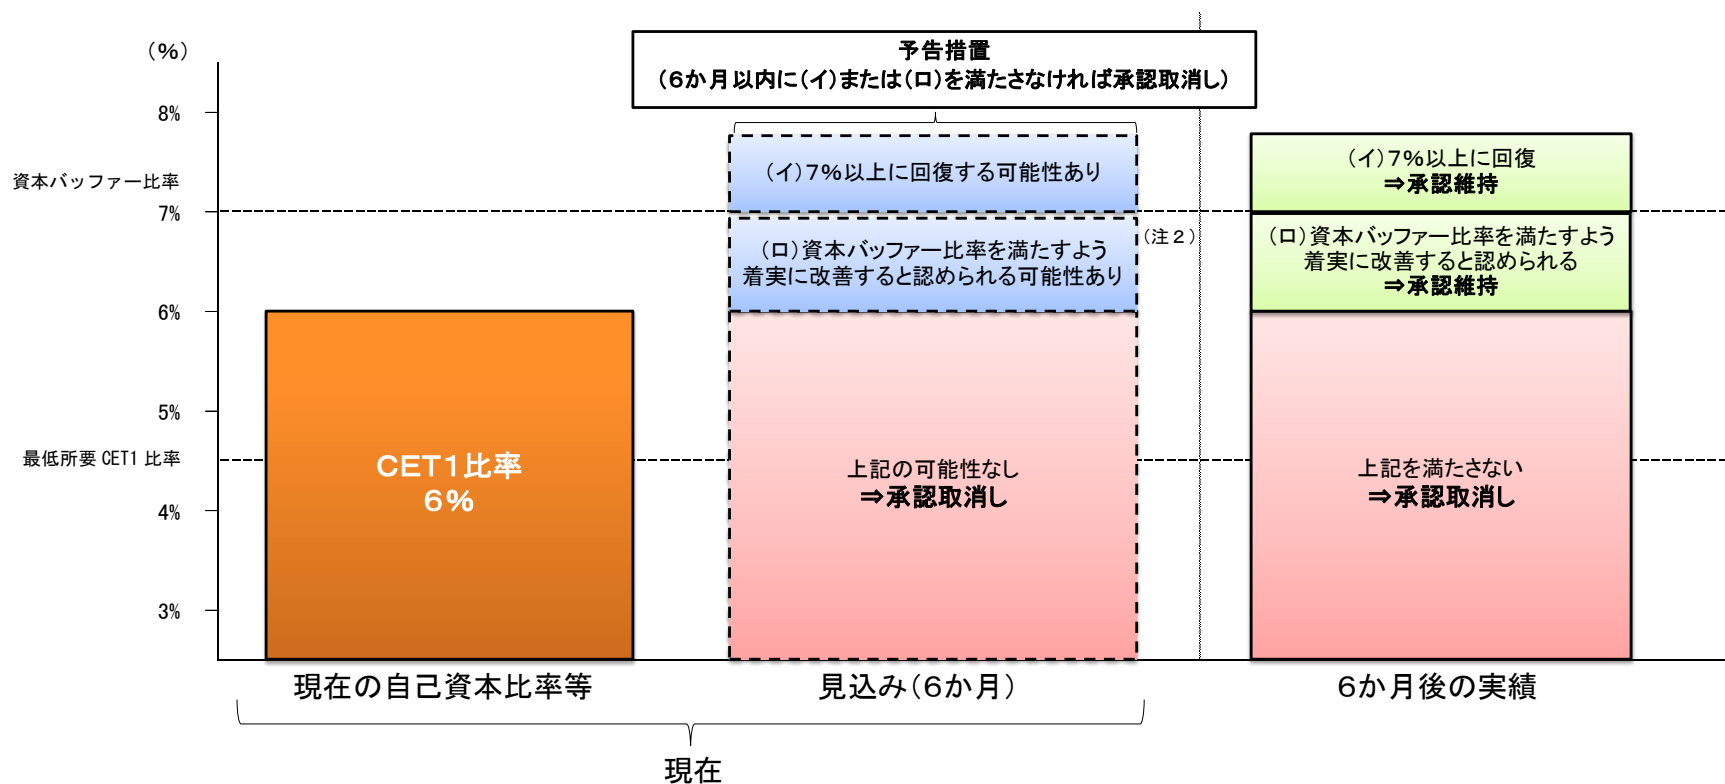 （％）
予告措置
（６か月以内に（イ）または（ロ）を満たさなければ承認取消し）
8%
資本バッファー比率
7%
6%
5%
最低所要 CET1 比率
4%
3%
ＣＥＴ１比率
６％
（イ）７％以上に回復する可能性あり
（ロ）資本バッファー比率を満たすよう
着実に改善すると認められる可能性あり
（注２）
上記の可能性なし
⇒承認取消し
（イ）７％以上に回復
⇒承認維持
（ロ）資本バッファー比率を満たすよう
着実に改善すると認められる
⇒承認維持
上記を満たさない
⇒承認取消し
現在の自己資本比率等
見込み（６か月）
６か月後の実績
現在